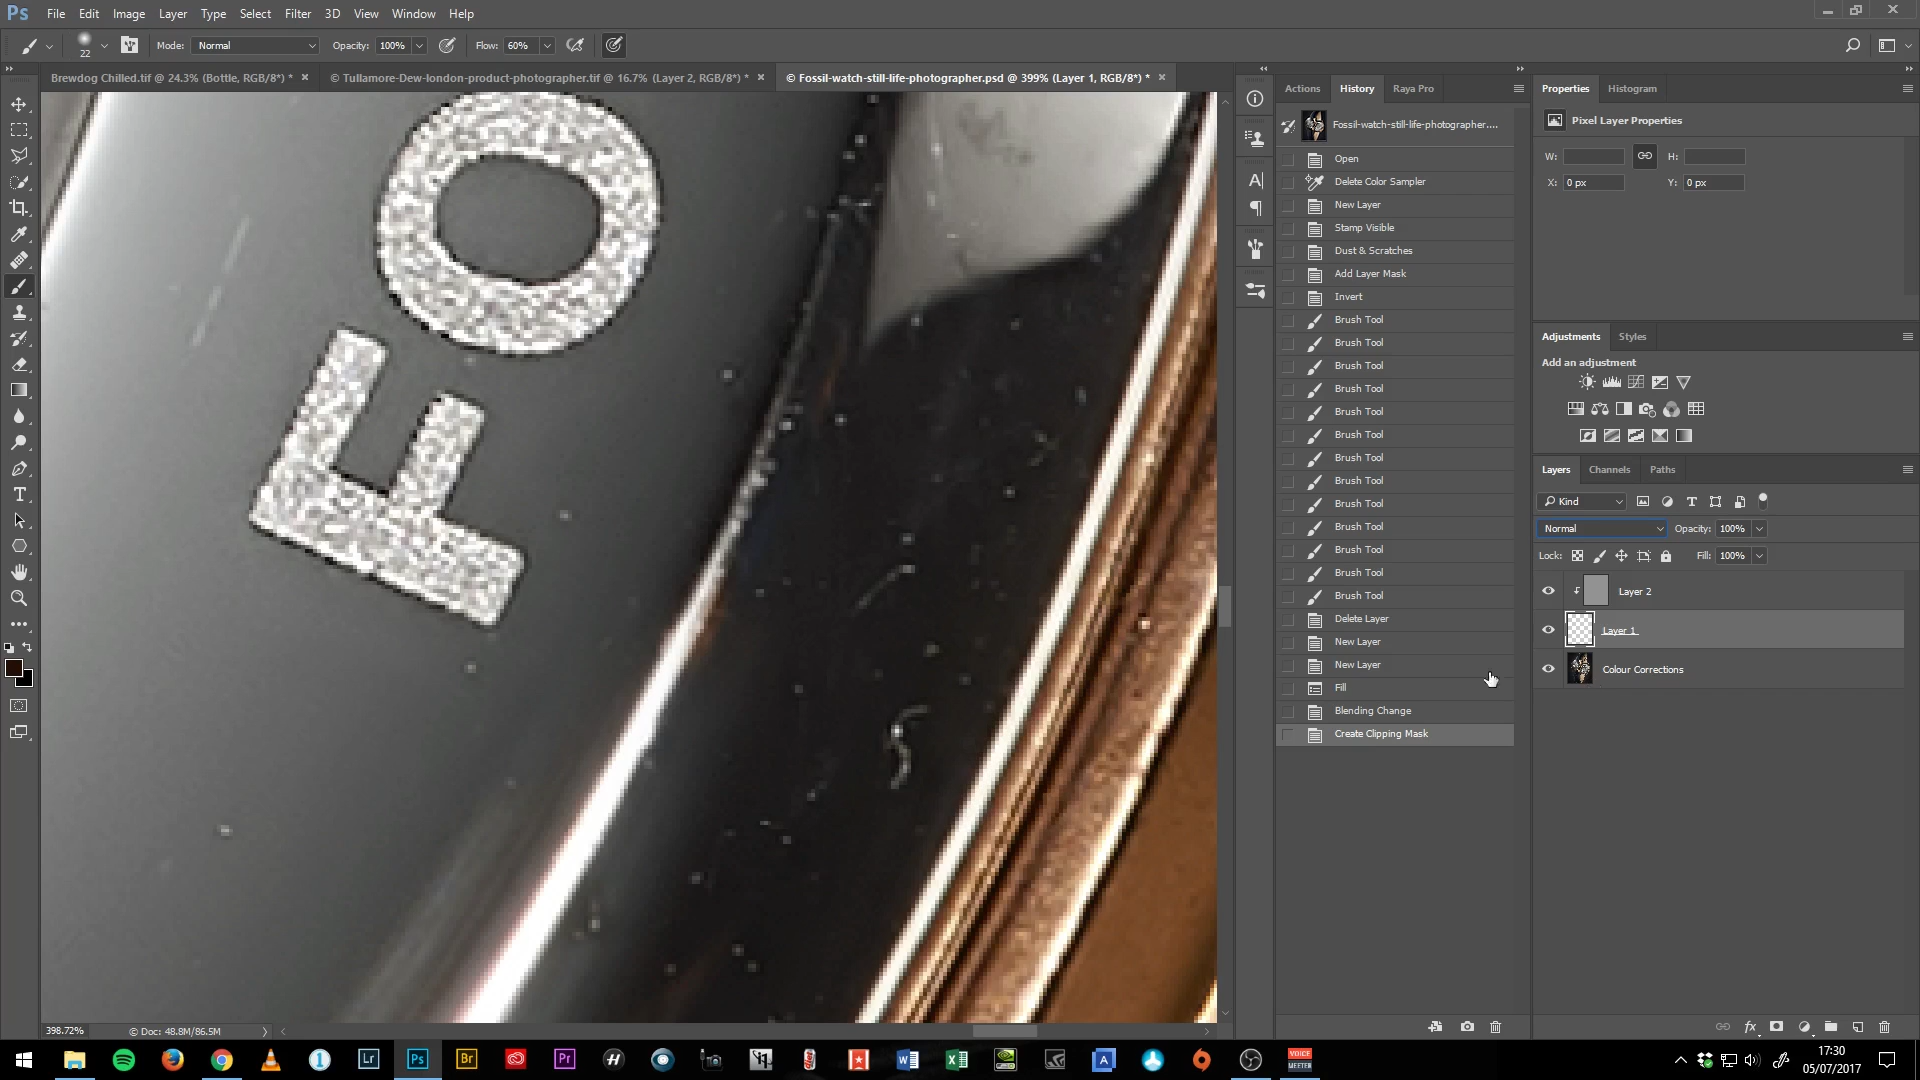 Ps File Edit Image Layer Type Select Filter 3D View Window Help
22 Mode: Normal Opacity: 100% Flow: 60%
Brewdog Chilled.tif @ 24.3% (Bottle, RGB/8*) * × © Tullamore-Dew-london-product-photographer.tif @ 16.7% (Layer 2, RGB/8*) * × © Fossil-watch-still-life-photographer.psd @ 399% (Layer 1, RGB/8*) * ×
FO
Actions History Raya Pro
Fossil-watch-still-life-photographer....
Open
Delete Color Sampler
New Layer
Stamp Visible
Dust & Scratches
Add Layer Mask
Invert
Brush Tool
Brush Tool
Brush Tool
Brush Tool
Brush Tool
Brush Tool
Brush Tool
Brush Tool
Brush Tool
Brush Tool
Brush Tool
Brush Tool
Brush Tool
Delete Layer
New Layer
New Layer
Fill
Blending Change
Create Clipping Mask
Properties Histogram
Pixel Layer Properties
W: H:
X: 0 px Y: 0 px
Adjustments Styles
Add an adjustment
Layers Channels Paths
Kind
Normal Opacity: 100%
Lock: Fill: 100%
Layer 2
Layer 1
Colour Corrections
398.72% © Doc: 48.8M/86.5M
Lr Ps Br Pr
VOICE
MEETER
17:30
05/07/2017